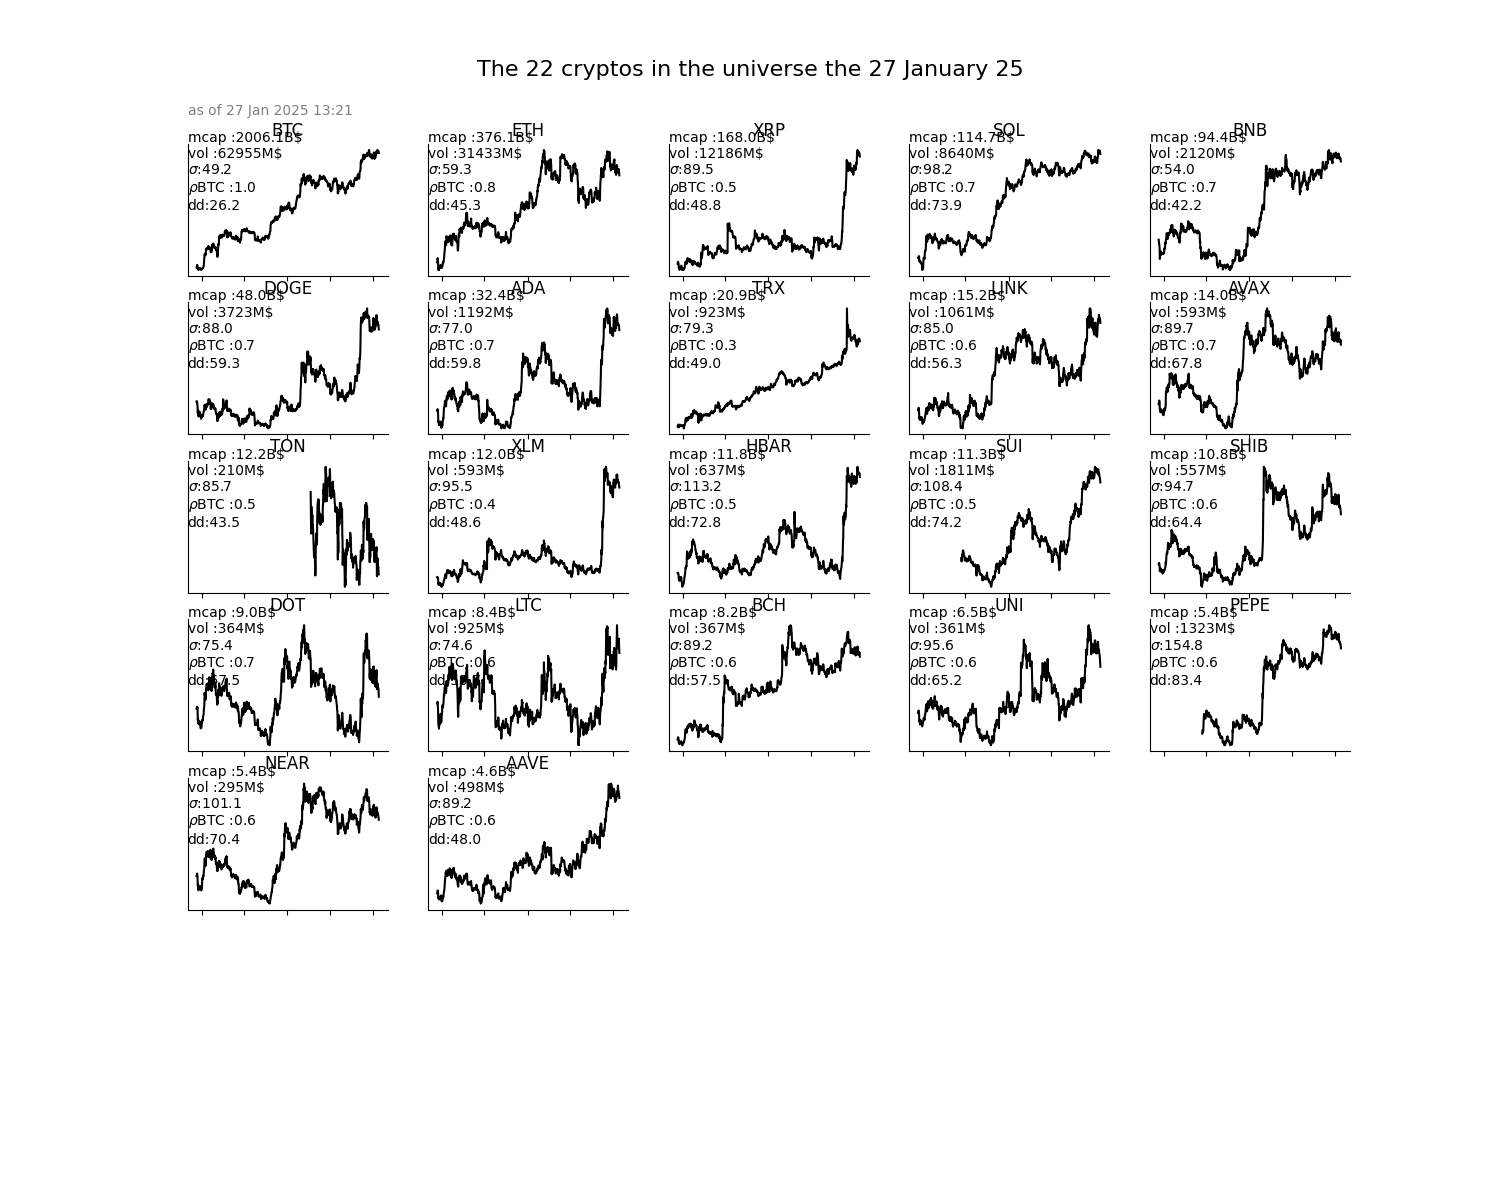 The 22 cryptos in the universe the 27 January 25
as of 27 Jan 2025 13:21
BTC
mcap :2006.1B$
vol :62955M$
σ:49.2
ρBTC :1.0
dd:26.2
ETH
mcap :376.1B$
vol :31433M$
σ:59.3
ρBTC :0.8
dd:45.3
XRP
mcap :168.0B$
vol :12186M$
σ:89.5
ρBTC :0.5
dd:48.8
SOL
mcap :114.7B$
vol :8640M$
σ:98.2
ρBTC :0.7
dd:73.9
BNB
mcap :94.4B$
vol :2120M$
σ:54.0
ρBTC :0.7
dd:42.2
DOGE
mcap :48.0B$
vol :3723M$
σ:88.0
ρBTC :0.7
dd:59.3
ADA
mcap :32.4B$
vol :1192M$
σ:77.0
ρBTC :0.7
dd:59.8
TRX
mcap :20.9B$
vol :923M$
σ:79.3
ρBTC :0.3
dd:49.0
LINK
mcap :15.2B$
vol :1061M$
σ:85.0
ρBTC :0.6
dd:56.3
AVAX
mcap :14.0B$
vol :593M$
σ:89.7
ρBTC :0.7
dd:67.8
TON
mcap :12.2B$
vol :210M$
σ:85.7
ρBTC :0.5
dd:43.5
XLM
mcap :12.0B$
vol :593M$
σ:95.5
ρBTC :0.4
dd:48.6
HBAR
mcap :11.8B$
vol :637M$
σ:113.2
ρBTC :0.5
dd:72.8
SUI
mcap :11.3B$
vol :1811M$
σ:108.4
ρBTC :0.5
dd:74.2
SHIB
mcap :10.8B$
vol :557M$
σ:94.7
ρBTC :0.6
dd:64.4
DOT
mcap :9.0B$
vol :364M$
σ:75.4
ρBTC :0.7
LTC
mcap :8.4B$
vol :925M$
σ:74.6
ρBTC :0.6
BCH
mcap :8.2B$
vol :367M$
σ:89.2
ρBTC :0.6
dd:57.5
UNI
mcap :6.5B$
vol :361M$
σ:95.6
ρBTC :0.6
dd:65.2
PEPE
mcap :5.4B$
vol :1323M$
σ:154.8
ρBTC :0.6
dd:83.4
NEAR
mcap :5.4B$
vol :295M$
σ:101.1
ρBTC :0.6
dd:70.4
AAVE
mcap :4.6B$
vol :498M$
σ:89.2
ρBTC :0.6
dd:48.0